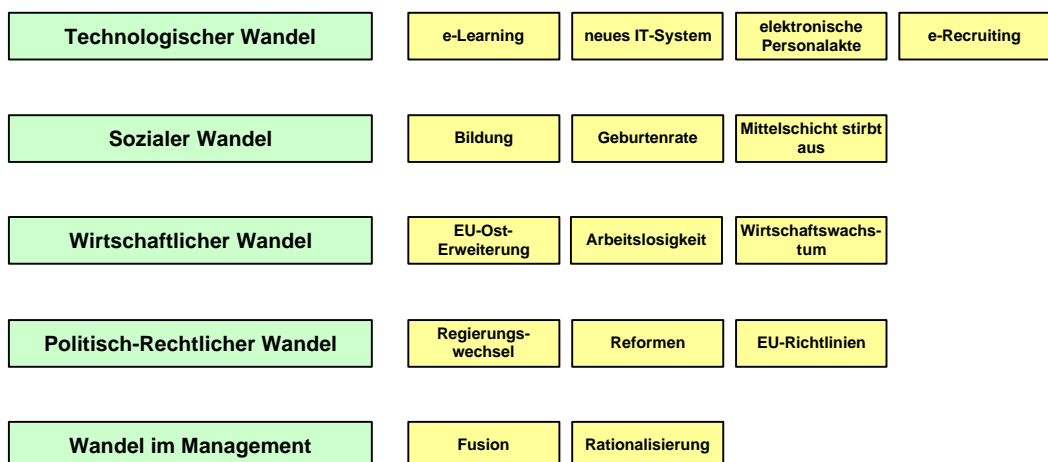 Technologischer Wandel
e-Learning
neues IT-System
elektronische
Personalakte
e-Recruiting
Sozialer Wandel
Bildung
Geburtenrate
Mittelschicht stirbt
aus
Wirtschaftlicher Wandel
EU-Ost-
Erweiterung
Arbeitslosigkeit
Wirtschaftswachs-
tum
Politisch-Rechtlicher Wandel
Regierungs-
wechsel
Reformen
EU-Richtlinien
Wandel im Management
Fusion
Rationalisierung